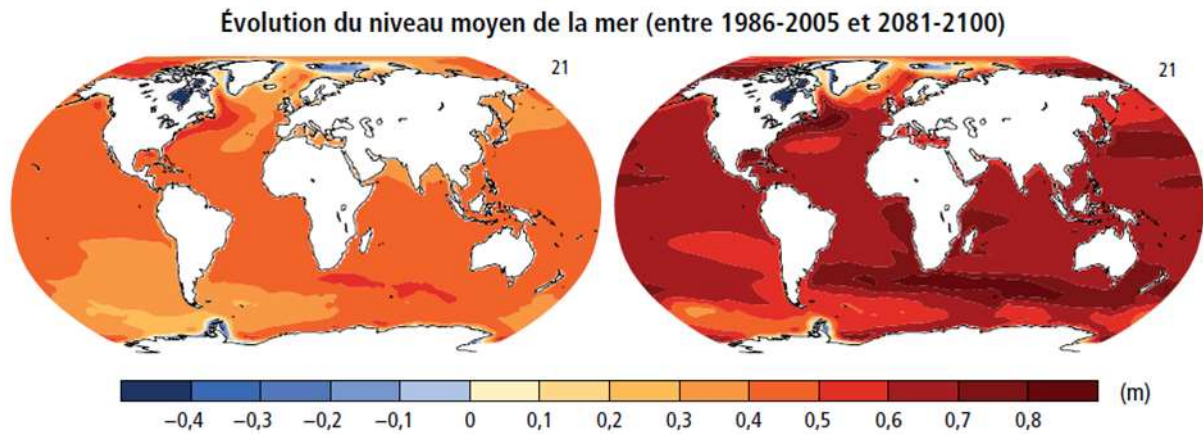 Évolution du niveau moyen de la mer (entre 1986-2005 et 2081-2100)
21
21
(m)
−0,4 −0,3 −0,2 −0,1 0 0,1 0,2 0,3 0,4 0,5 0,6 0,7 0,8